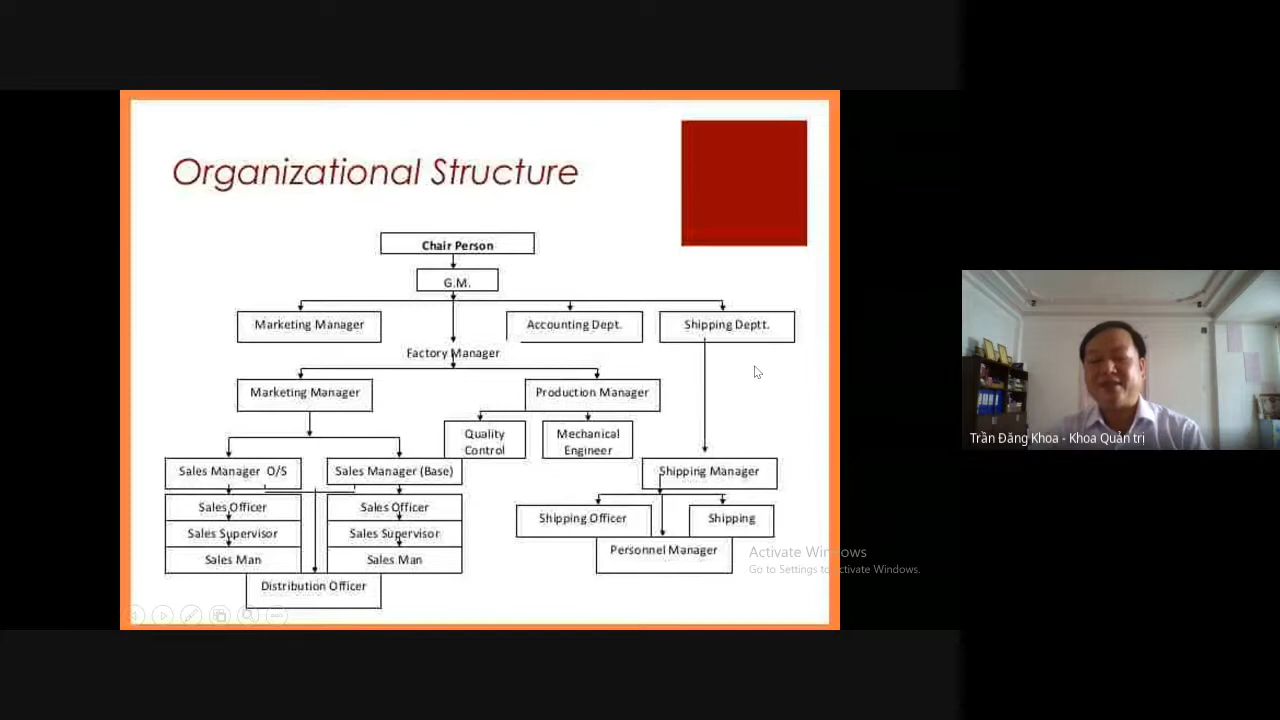 Organizational Structure
Chair Person
G.M.
Marketing Manager
Accounting Dept.
Shipping Deptt.
Factory Manager
Marketing Manager
Production Manager
Quality
Control
Mechanical
Engineer
Sales Manager O/S
Sales Manager (Base)
Shipping Manager
Sales Officer
Sales Officer
Shipping Officer
Shipping
Sales Supervisor
Sales Supervisor
Personnel Manager
Sales Man
Sales Man
Distribution Officer
Activate Windows
Go to Settings to activate Windows.
Trần Đăng Khoa - Khoa Quản trị